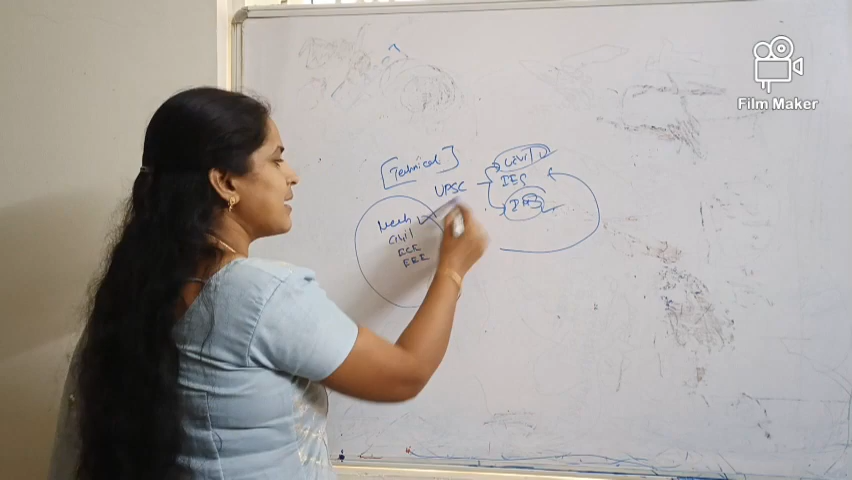 Film Maker
[Technical]
UPSC
Civil
IES
Mech
Civil
ECE
EEE